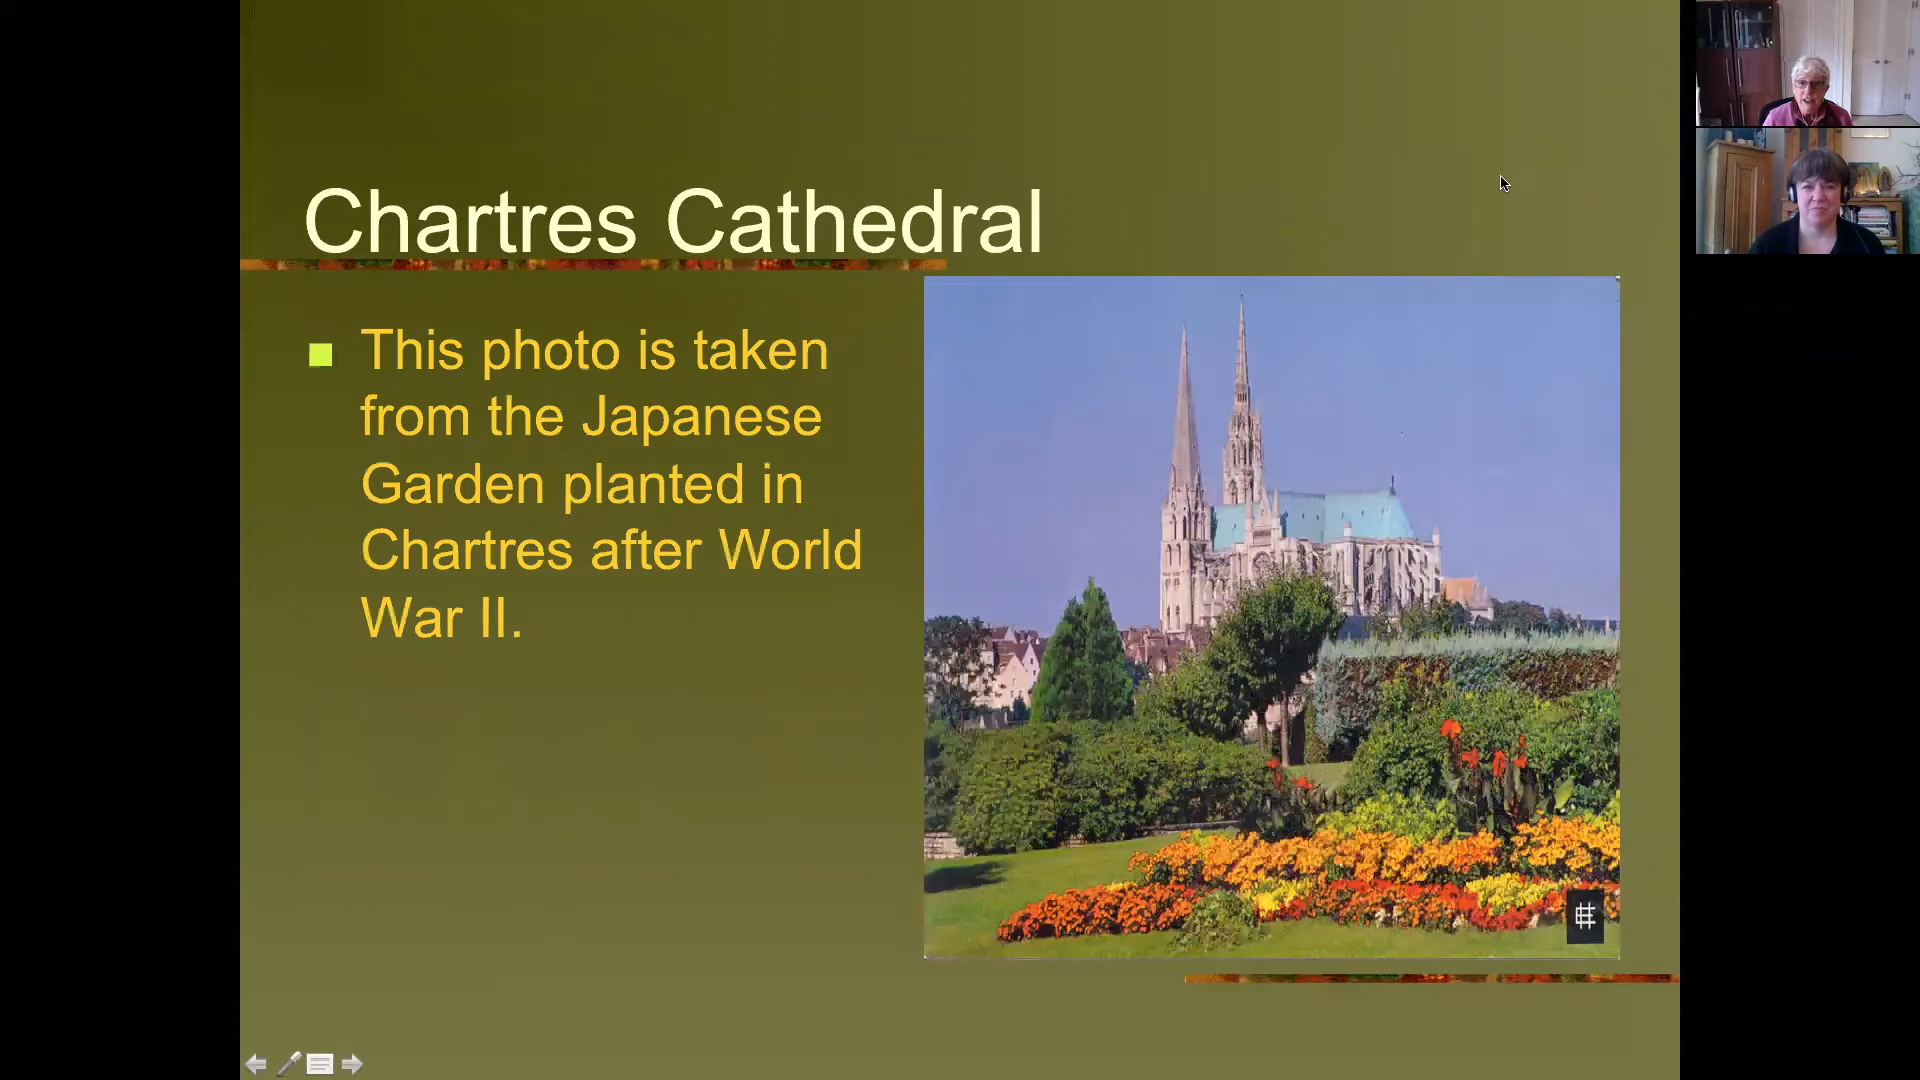 Chartres Cathedral
This photo is taken
from the Japanese
Garden planted in
Chartres after World
War II.